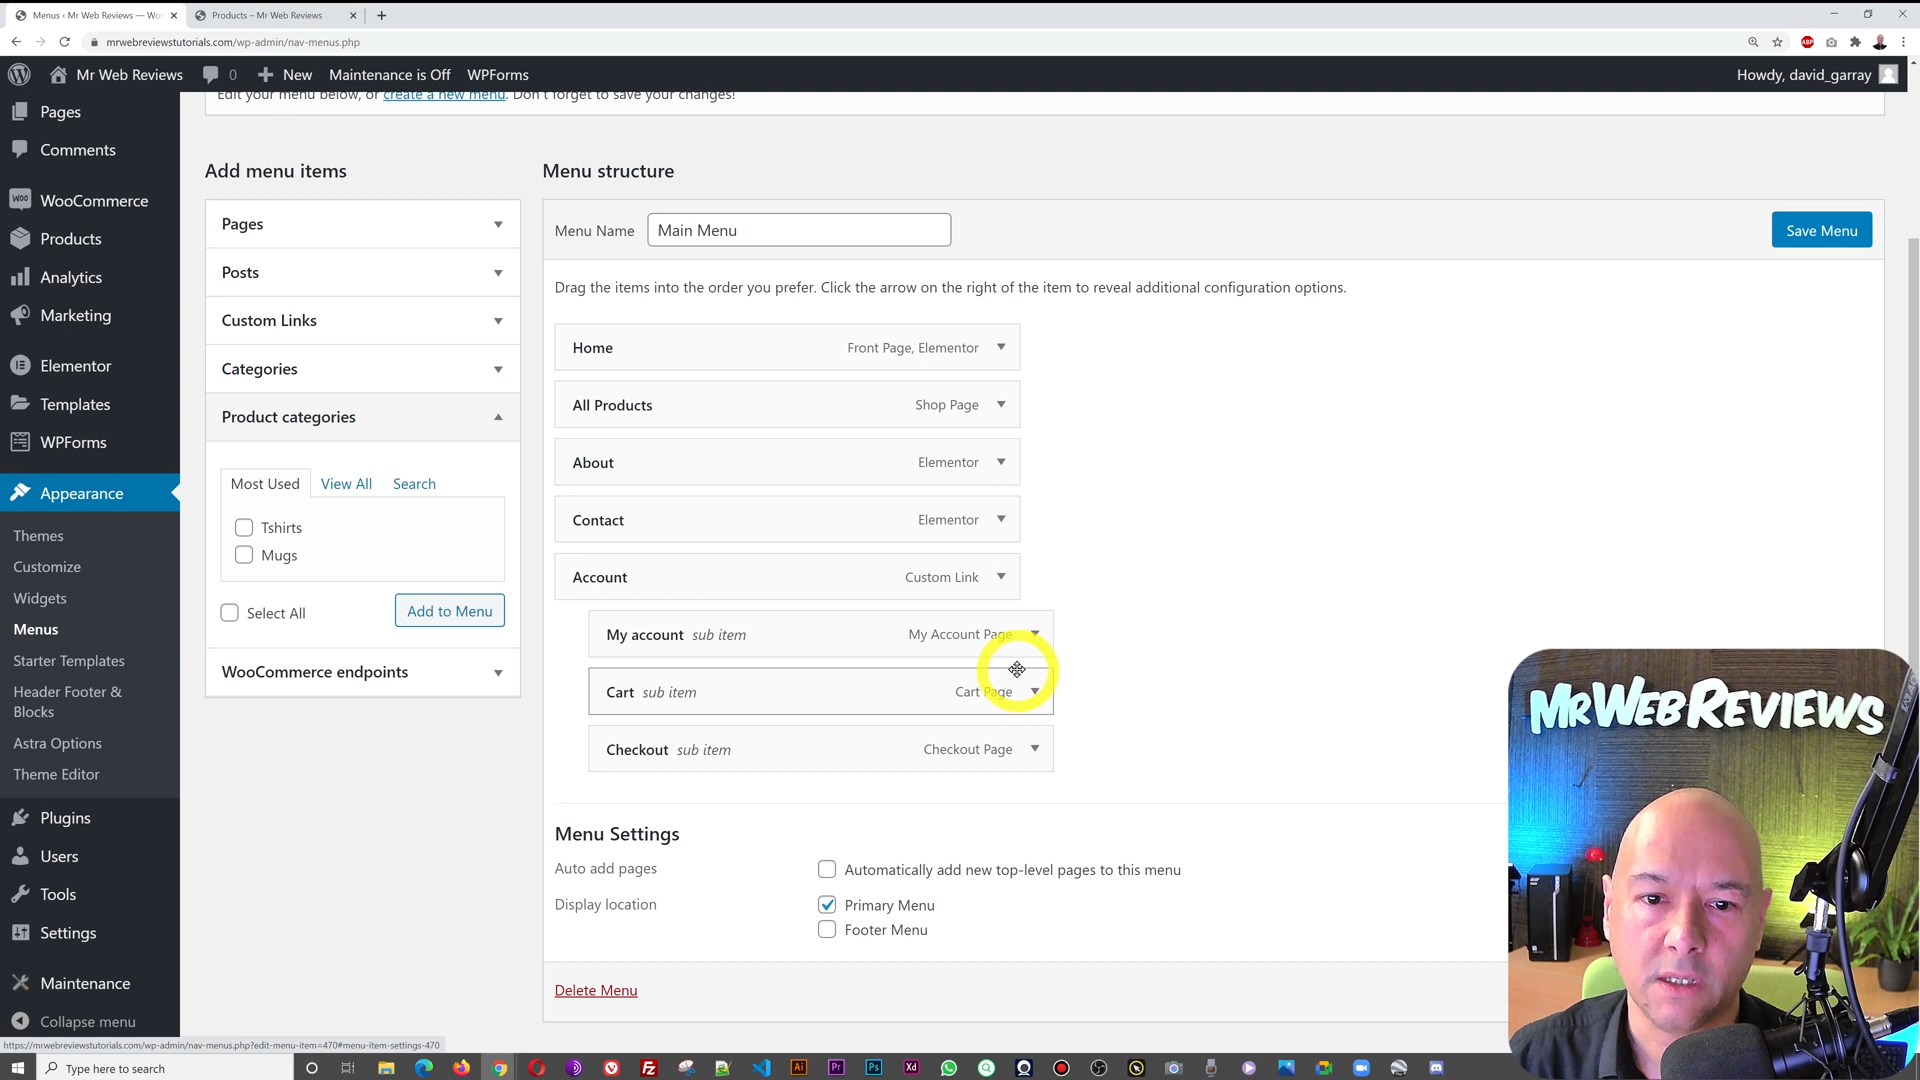 Menus ‹ Mr Web Reviews — Wo
Products – Mr Web Reviews
mrwebreviewstutorials.com/wp-admin/nav-menus.php
ABP
Mr Web Reviews
0
New
Maintenance is Off
WPForms
Howdy, david_garray
Edit your menu below, or create a new menu. Don't forget to save your changes!
Pages
Comments
WooCommerce
Products
Analytics
Marketing
Elementor
Templates
WPForms
Appearance
Themes
Customize
Widgets
Menus
Starter Templates
Header Footer &
Blocks
Astra Options
Theme Editor
Plugins
Users
Tools
Settings
Maintenance
Collapse menu
Add menu items
Pages
Posts
Custom Links
Categories
Product categories
Most Used
View All
Search
Tshirts
Mugs
Select All
Add to Menu
WooCommerce endpoints
Menu structure
Menu Name
Main Menu
Save Menu
Drag the items into the order you prefer. Click the arrow on the right of the item to reveal additional configuration options.
Home
Front Page, Elementor
All Products
Shop Page
About
Elementor
Contact
Elementor
Account
Custom Link
My account sub item
My Account Page
Cart sub item
Cart Page
Checkout sub item
Checkout Page
Menu Settings
Auto add pages
Automatically add new top-level pages to this menu
Display location
Primary Menu
Footer Menu
Delete Menu
MRWEBREVIEWS
https://mrwebreviewstutorials.com/wp-admin/nav-menus.php?edit-menu-item=470#menu-item-settings-470
Type here to search
Ai
Pr
Ps
Xd